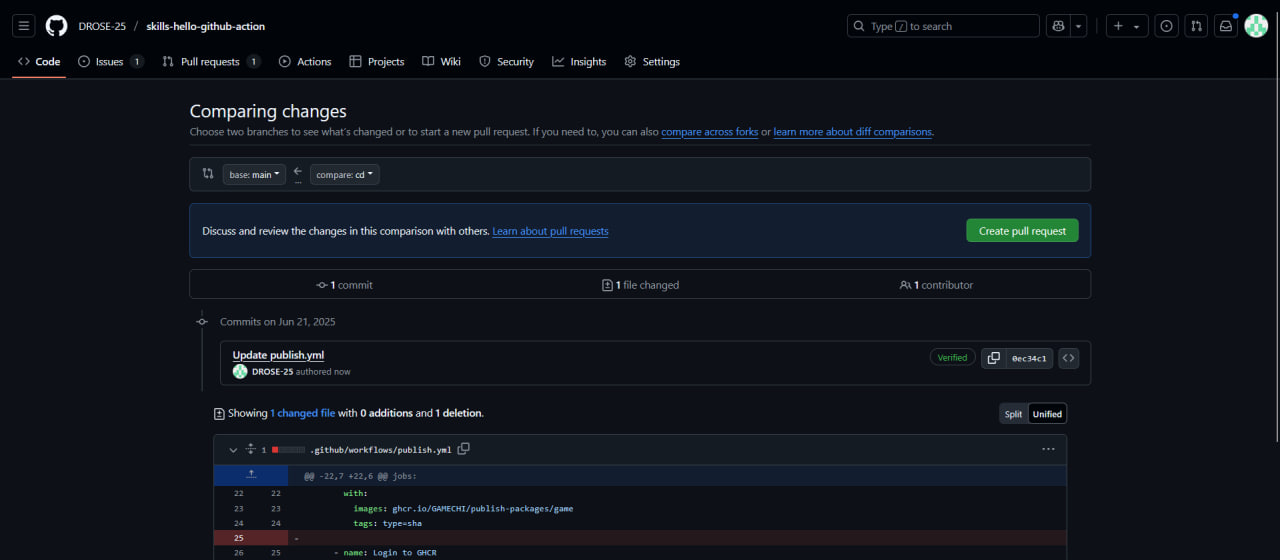 DROSE-25 / skills-hello-github-action
Type / to search
Code Issues 1 Pull requests 1 Actions Projects Wiki Security Insights Settings
Comparing changes
Choose two branches to see what's changed or to start a new pull request. If you need to, you can also compare across forks or learn more about diff comparisons.
base: main ... compare: cd
Discuss and review the changes in this comparison with others. Learn about pull requests
Create pull request
1 commit 1 file changed 1 contributor
Commits on Jun 21, 2025
Update publish.yml
Verified 0ec34c1
DROSE-25 authored now
Showing 1 changed file with 0 additions and 1 deletion.
Split Unified
1 .github/workflows/publish.yml
@@ -22,7 +22,6 @@ jobs:
22 22 with:
23 23 images: ghcr.io/GAMECHI/publish-packages/game
24 24 tags: type=sha
25 -
26 25 - name: Login to GHCR